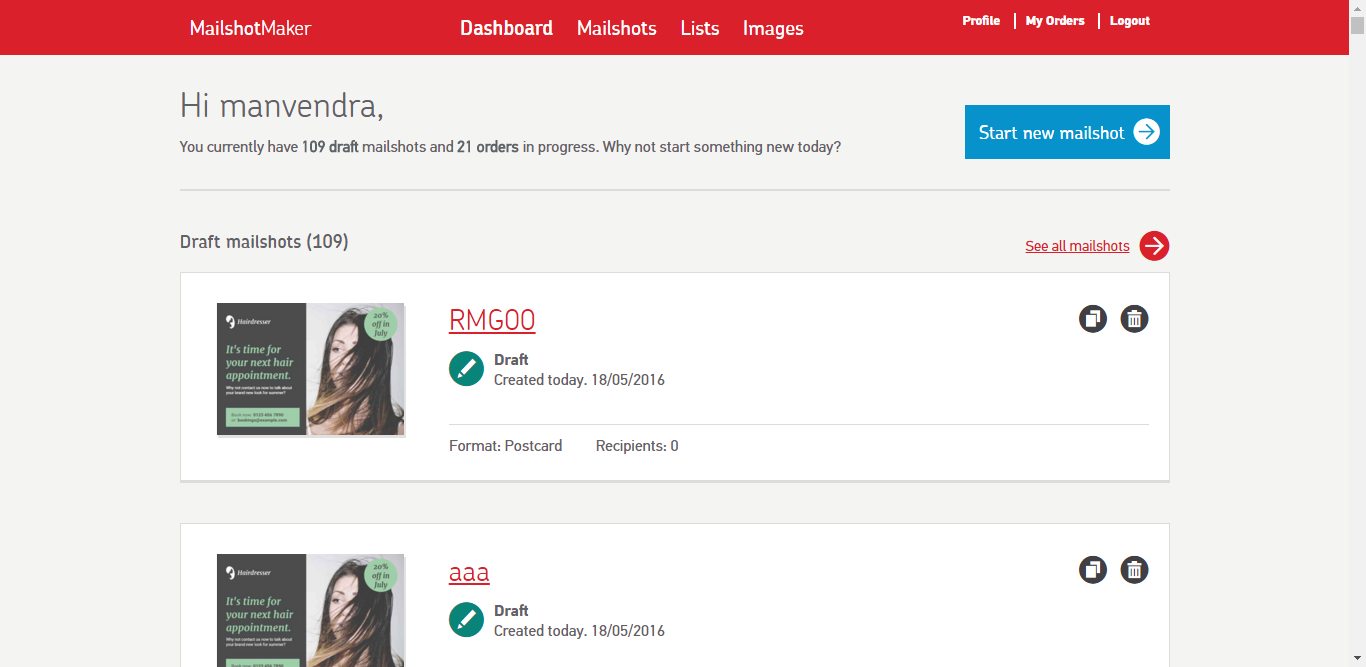 MailshotMaker
Dashboard Mailshots Lists Images
Profile My Orders Logout
Hi manvendra,
You currently have 109 draft mailshots and 21 orders in progress. Why not start something new today?
Start new mailshot
Draft mailshots (109)
See all mailshots
Hairdresser
20%
off in
July
It's time for
your next hair
appointment.
Why not contact us now to talk about
your brand new look for summer?
Book now: 0123 456 7890
or: bookings@example.com
RMG00
Draft
Created today. 18/05/2016
Format: Postcard Recipients: 0
Hairdresser
20%
off in
July
It's time for
your next hair
appointment.
Why not contact us now to talk about
your brand new look for summer?
aaa
Draft
Created today. 18/05/2016